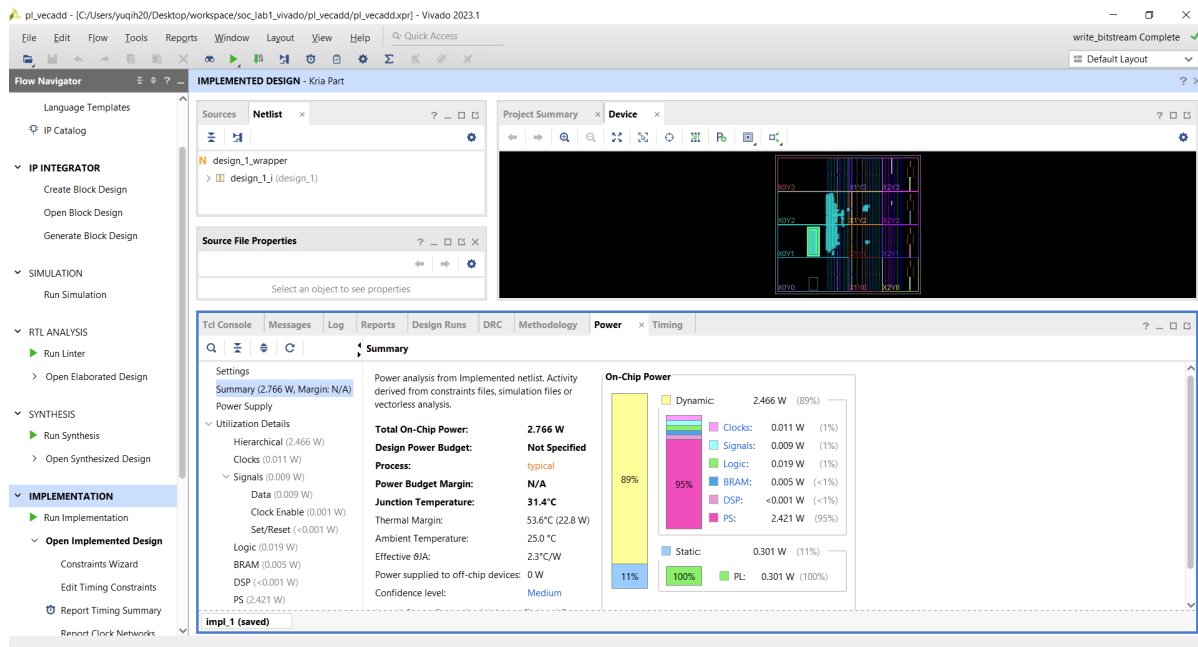 pl_vecadd - [C:/Users/yuqih20/Desktop/workspace/soc_lab1_vivado/pl_vecadd/pl_vecadd.xpr] - Vivado 2023.1
File Edit Flow Tools Reports Window Layout View Help Q- Quick Access
write_bitstream Complete
Default Layout
Flow Navigator
IMPLEMENTED DESIGN - Kria Part
Language Templates
IP Catalog
IP INTEGRATOR
Create Block Design
Open Block Design
Generate Block Design
SIMULATION
Run Simulation
RTL ANALYSIS
Run Linter
Open Elaborated Design
SYNTHESIS
Run Synthesis
Open Synthesized Design
IMPLEMENTATION
Run Implementation
Open Implemented Design
Constraints Wizard
Edit Timing Constraints
Report Timing Summary
Report Clock Networks
Sources Netlist
N design_1_wrapper
design_1_i (design_1)
Source File Properties
Select an object to see properties
Project Summary Device
X0Y3 X1Y3 X2Y3
X0Y2 X1Y2 X2Y2
X0Y1 X1Y1 X2Y1
X0Y0 X1Y0 X2Y0
Tcl Console Messages Log Reports Design Runs DRC Methodology Power Timing
Summary
Settings
Summary (2.766 W, Margin: N/A)
Power Supply
Utilization Details
Hierarchical (2.466 W)
Clocks (0.011 W)
Signals (0.009 W)
Data (0.009 W)
Clock Enable (0.001 W)
Set/Reset (<0.001 W)
Logic (0.019 W)
BRAM (0.005 W)
DSP (<0.001 W)
PS (2.421 W)
Power analysis from Implemented netlist. Activity
derived from constraints files, simulation files or
vectorless analysis.
Total On-Chip Power: 2.766 W
Design Power Budget: Not Specified
Process: typical
Power Budget Margin: N/A
Junction Temperature: 31.4°C
Thermal Margin: 53.6°C (22.8 W)
Ambient Temperature: 25.0 °C
Effective θJA: 2.3°C/W
Power supplied to off-chip devices: 0 W
Confidence level: Medium
On-Chip Power
Dynamic: 2.466 W (89%)
Clocks: 0.011 W (1%)
Signals: 0.009 W (1%)
Logic: 0.019 W (1%)
BRAM: 0.005 W (<1%)
DSP: <0.001 W (<1%)
PS: 2.421 W (95%)
89%
95%
Static: 0.301 W (11%)
11%
100%
PL: 0.301 W (100%)
impl_1 (saved)